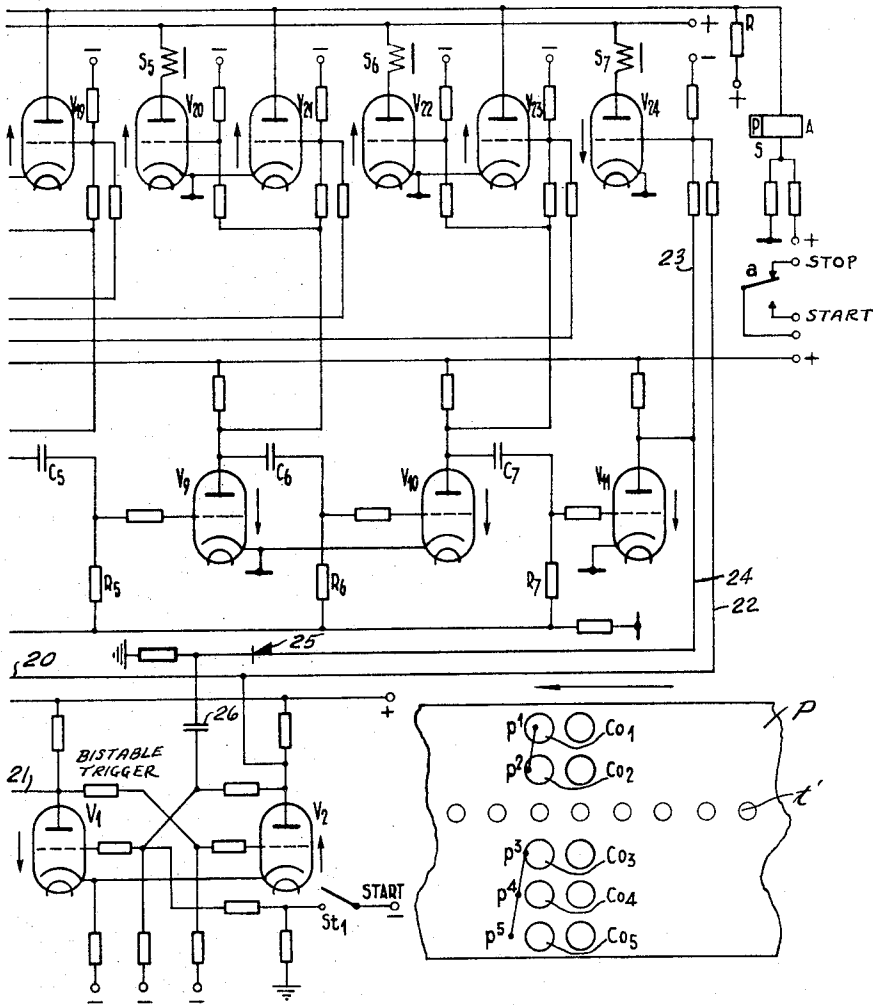 + R
S5 S6 S7 −
− − −
V19 V20 V21 V22 V23 V24 +
P A
S
+
23 a STOP
START
+
C5 V9 C6 V10 C7 V11
24
R5 R6 R7 22
25
20
+
26 P
BISTABLE
TRIGGER
p1 Co1
p2 Co2
21 V1 V2 t'
p3 Co3
START
p4 Co4
St1 −
p5 Co5
− − −